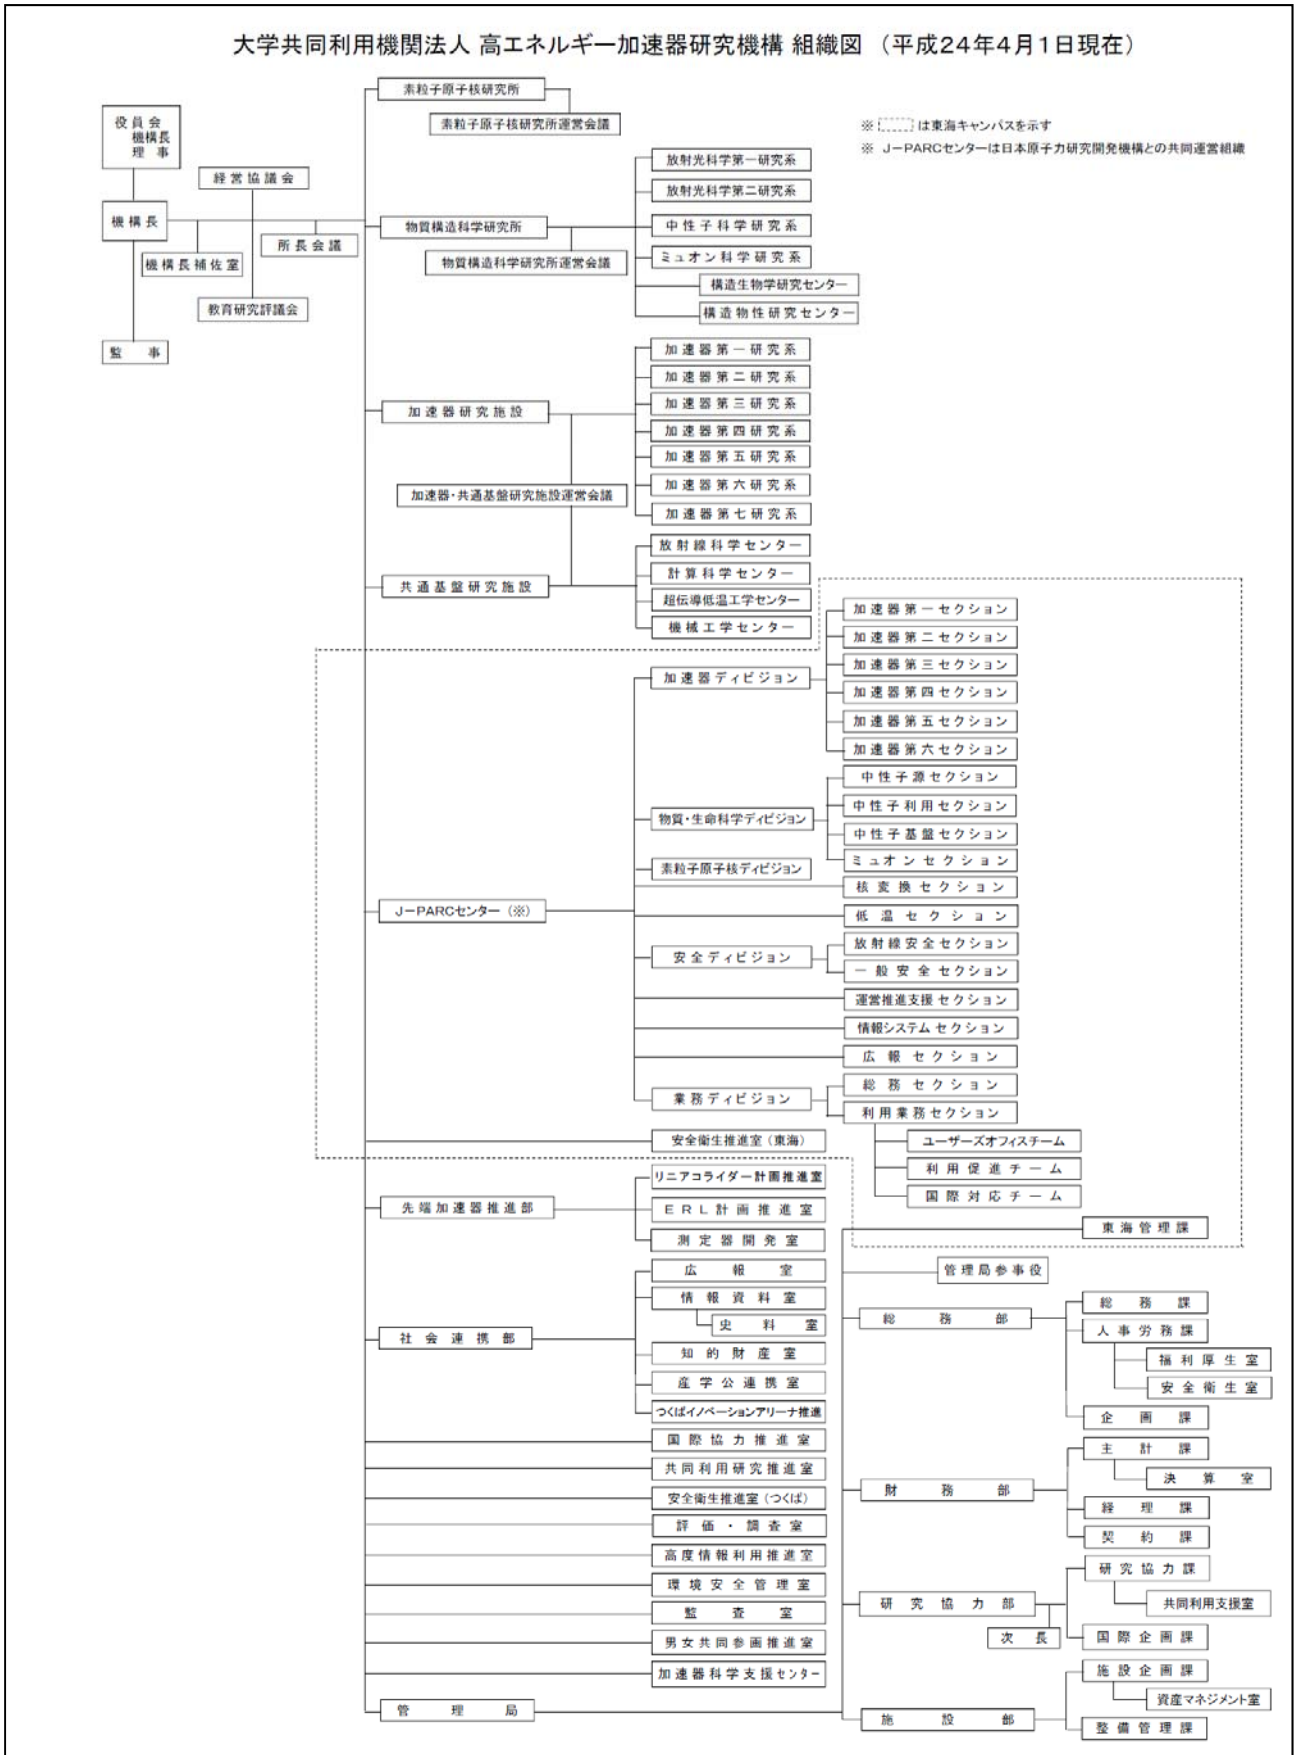 大学共同利用機関法人 高エネルギー加速器研究機構 組織図 （平成24年4月1日現在）
素粒子原子核研究所
素粒子原子核研究所運営会議
役員会
機構長
理 事
※ は東海キャンパスを示す
※ J－PARCセンターは日本原子力研究開発機構との共同運営組織
経営協議会
機構長
所長会議
機構長補佐室
教育研究評議会
監 事
物質構造科学研究所
物質構造科学研究所運営会議
放射光科学第一研究系
放射光科学第二研究系
中性子科学研究系
ミュオン科学研究系
構造生物学研究センター
構造物性研究センター
加速器研究施設
加速器第一研究系
加速器第二研究系
加速器第三研究系
加速器第四研究系
加速器第五研究系
加速器第六研究系
加速器第七研究系
加速器・共通基盤研究施設運営会議
共通基盤研究施設
放射線科学センター
計算科学センター
超伝導低温工学センター
機械工学センター
J－PARCセンター（※）
加速器ディビジョン
加速器第一セクション
加速器第二セクション
加速器第三セクション
加速器第四セクション
加速器第五セクション
加速器第六セクション
物質・生命科学ディビジョン
中性子源セクション
中性子利用セクション
中性子基盤セクション
ミュオンセクション
素粒子原子核ディビジョン
核変換セクション
低温セクション
安全ディビジョン
放射線安全セクション
一般安全セクション
運営推進支援セクション
情報システムセクション
広報セクション
業務ディビジョン
総務セクション
利用業務セクション
ユーザーズオフィスチーム
利用促進チーム
国際対応チーム
安全衛生推進室（東海）
先端加速器推進部
リニアコライダー計画推進室
ERL計画推進室
測定器開発室
社会連携部
広報室
情報資料室
史料室
知的財産室
産学公連携室
つくばイノベーションアリーナ推進
国際協力推進室
共同利用研究推進室
安全衛生推進室（つくば）
評価・調査室
高度情報利用推進室
環境安全管理室
監査室
男女共同参画推進室
加速器科学支援センター
管理局
東海管理課
管理局参事役
総務部
総務課
人事労務課
福利厚生室
安全衛生室
企画課
財務部
主計課
決算室
経理課
契約課
研究協力部
次長
研究協力課
共同利用支援室
国際企画課
施設部
施設企画課
資産マネジメント室
整備管理課